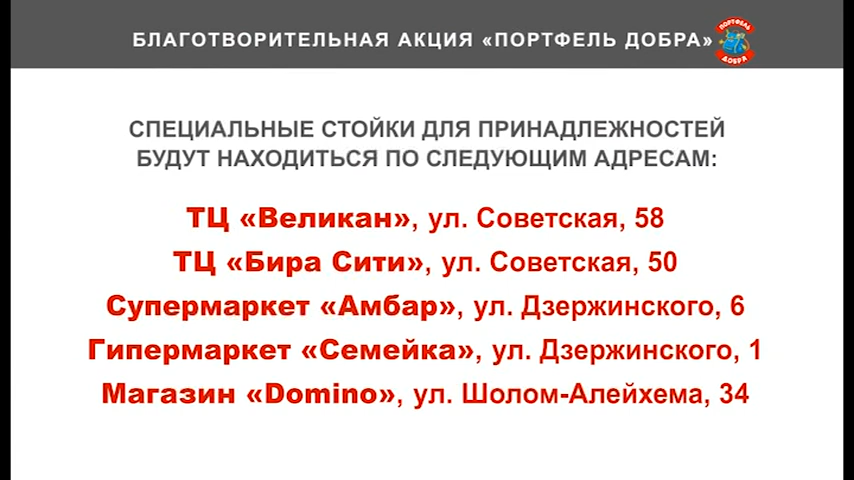 БЛАГОТВОРИТЕЛЬНАЯ АКЦИЯ «ПОРТФЕЛЬ ДОБРА»
ПОРТФЕЛЬ
ДОБРА
СПЕЦИАЛЬНЫЕ СТОЙКИ ДЛЯ ПРИНАДЛЕЖНОСТЕЙ
БУДУТ НАХОДИТЬСЯ ПО СЛЕДУЮЩИМ АДРЕСАМ:
ТЦ «Великан», ул. Советская, 58
ТЦ «Бира Сити», ул. Советская, 50
Супермаркет «Амбар», ул. Дзержинского, 6
Гипермаркет «Семейка», ул. Дзержинского, 1
Магазин «Domino», ул. Шолом-Алейхема, 34